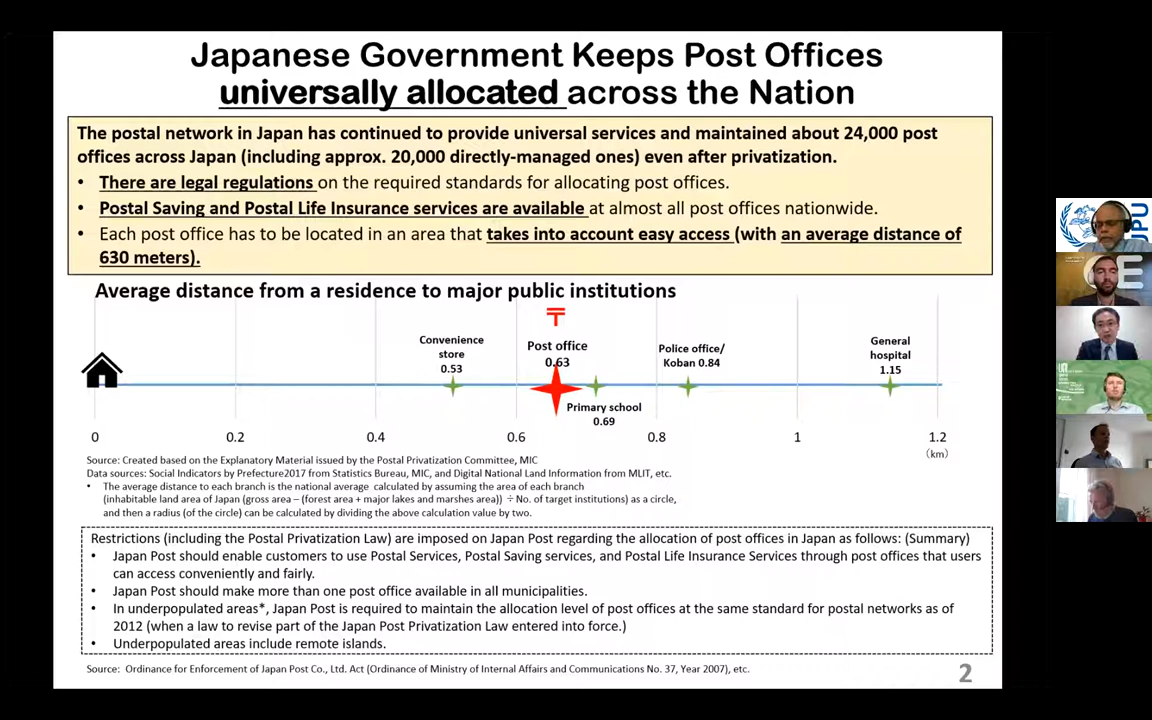 Japanese Government Keeps Post Offices
universally allocated across the Nation
The postal network in Japan has continued to provide universal services and maintained about 24,000 post
offices across Japan (including approx. 20,000 directly-managed ones) even after privatization.
• There are legal regulations on the required standards for allocating post offices.
• Postal Saving and Postal Life Insurance services are available at almost all post offices nationwide.
• Each post office has to be located in an area that takes into account easy access (with an average distance of
630 meters).
Average distance from a residence to major public institutions
〒
Convenience
store
0.53
Post office
0.63
Primary school
0.69
Police office/
Koban 0.84
General
hospital
1.15
0 0.2 0.4 0.6 0.8 1 1.2
(km)
Source: Created based on the Explanatory Material issued by the Postal Privatization Committee, MIC
Data sources: Social Indicators by Prefecture2017 from Statistics Bureau, MIC, and Digital National Land Information from MLIT, etc.
• The average distance to each branch is the national average calculated by assuming the area of each branch
(inhabitable land area of Japan (gross area – (forest area + major lakes and marshes area)) ÷ No. of target institutions) as a circle,
and then a radius (of the circle) can be calculated by dividing the above calculation value by two.
Restrictions (including the Postal Privatization Law) are imposed on Japan Post regarding the allocation of post offices in Japan as follows: (Summary)
• Japan Post should enable customers to use Postal Services, Postal Saving services, and Postal Life Insurance Services through post offices that users
can access conveniently and fairly.
• Japan Post should make more than one post office available in all municipalities.
• In underpopulated areas*, Japan Post is required to maintain the allocation level of post offices at the same standard for postal networks as of
2012 (when a law to revise part of the Japan Post Privatization Law entered into force.)
• Underpopulated areas include remote islands.
Source: Ordinance for Enforcement of Japan Post Co., Ltd. Act (Ordinance of Ministry of Internal Affairs and Communications No. 37, Year 2007), etc.
2
UPU